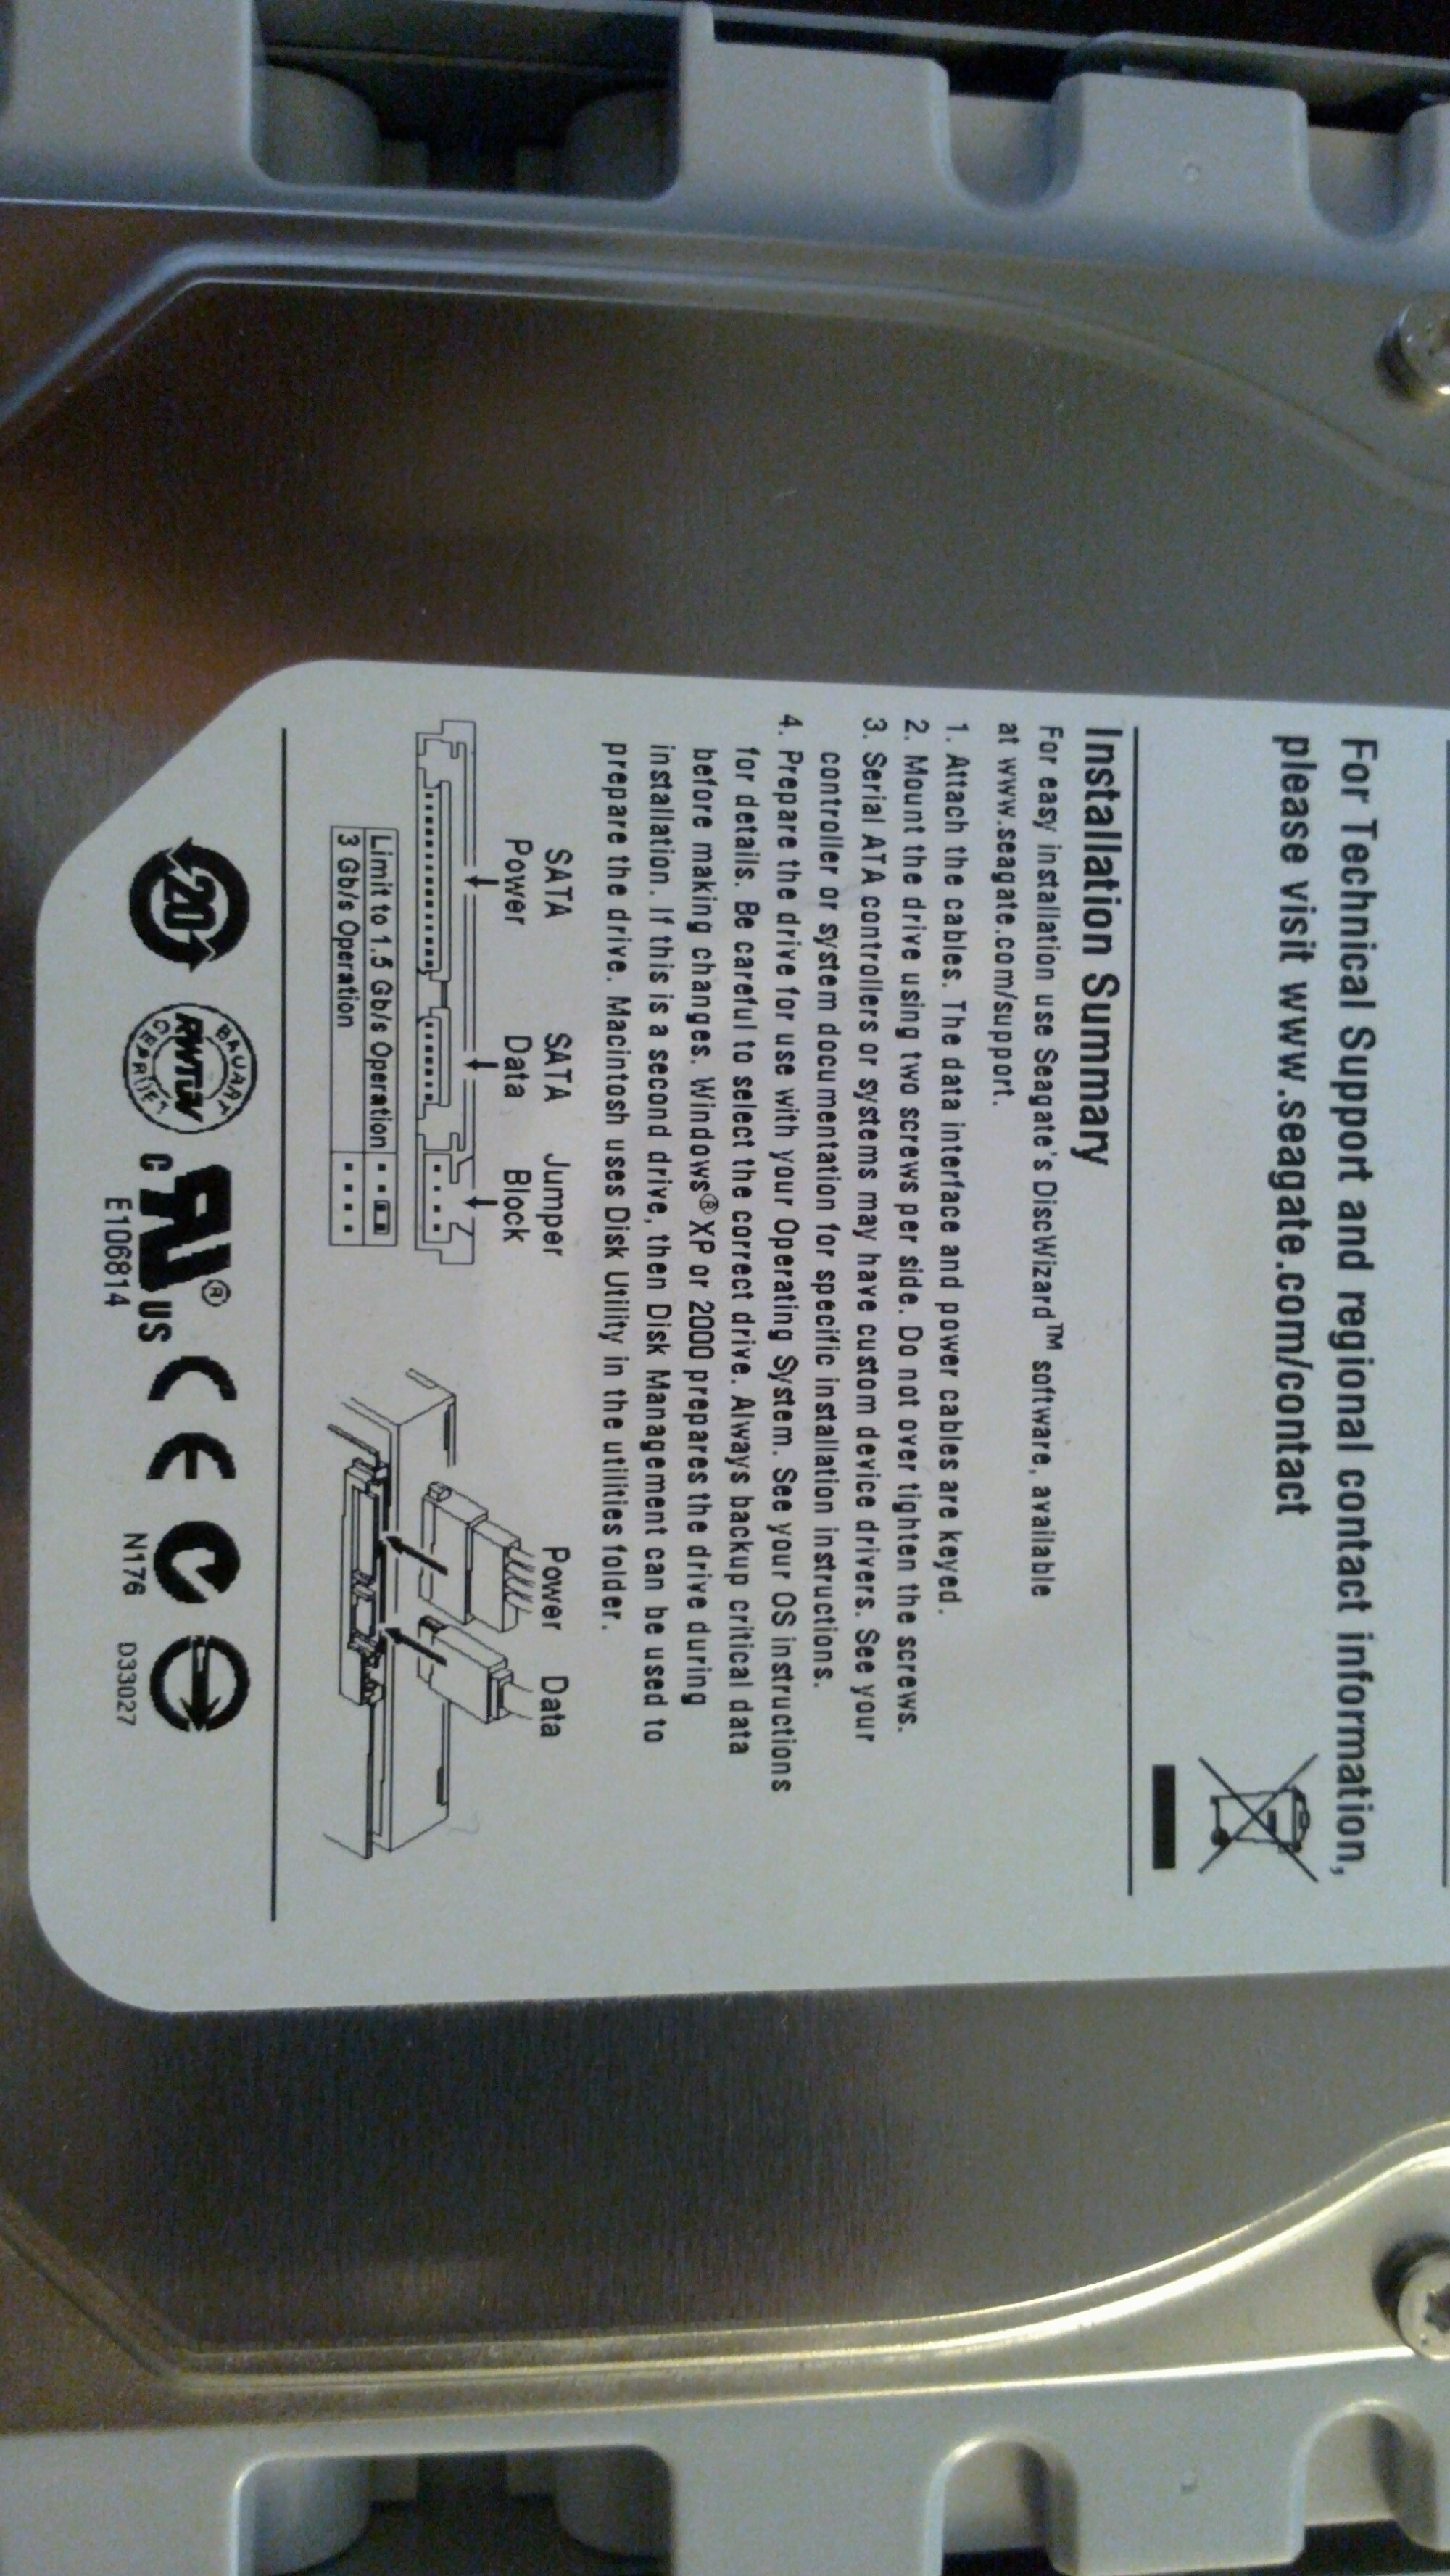 For Technical Support and regional contact information,
please visit www.seagate.com/contact
Installation Summary
For easy installation use Seagate's DiscWizard™ software, available
at www.seagate.com/support.
1. Attach the cables. The data interface and power cables are keyed.
2. Mount the drive using two screws per side. Do not over tighten the screws.
3. Serial ATA controllers or systems may have custom device drivers. See your
controller or system documentation for specific installation instructions.
4. Prepare the drive for use with your Operating System. See your OS instructions
for details. Be careful to select the correct drive. Always backup critical data
before making changes. Windows® XP or 2000 prepares the drive during
installation. If this is a second drive, then Disk Management can be used to
prepare the drive. Macintosh uses Disk Utility in the utilities folder.
SATA SATA Jumper
Power Data Block
Power Data
Limit to 1.5 Gb/s Operation
3 Gb/s Operation
20
BAUART
RWTÜV
GEPRÜFT
C RU® US
E106814
CE
N176
D33027